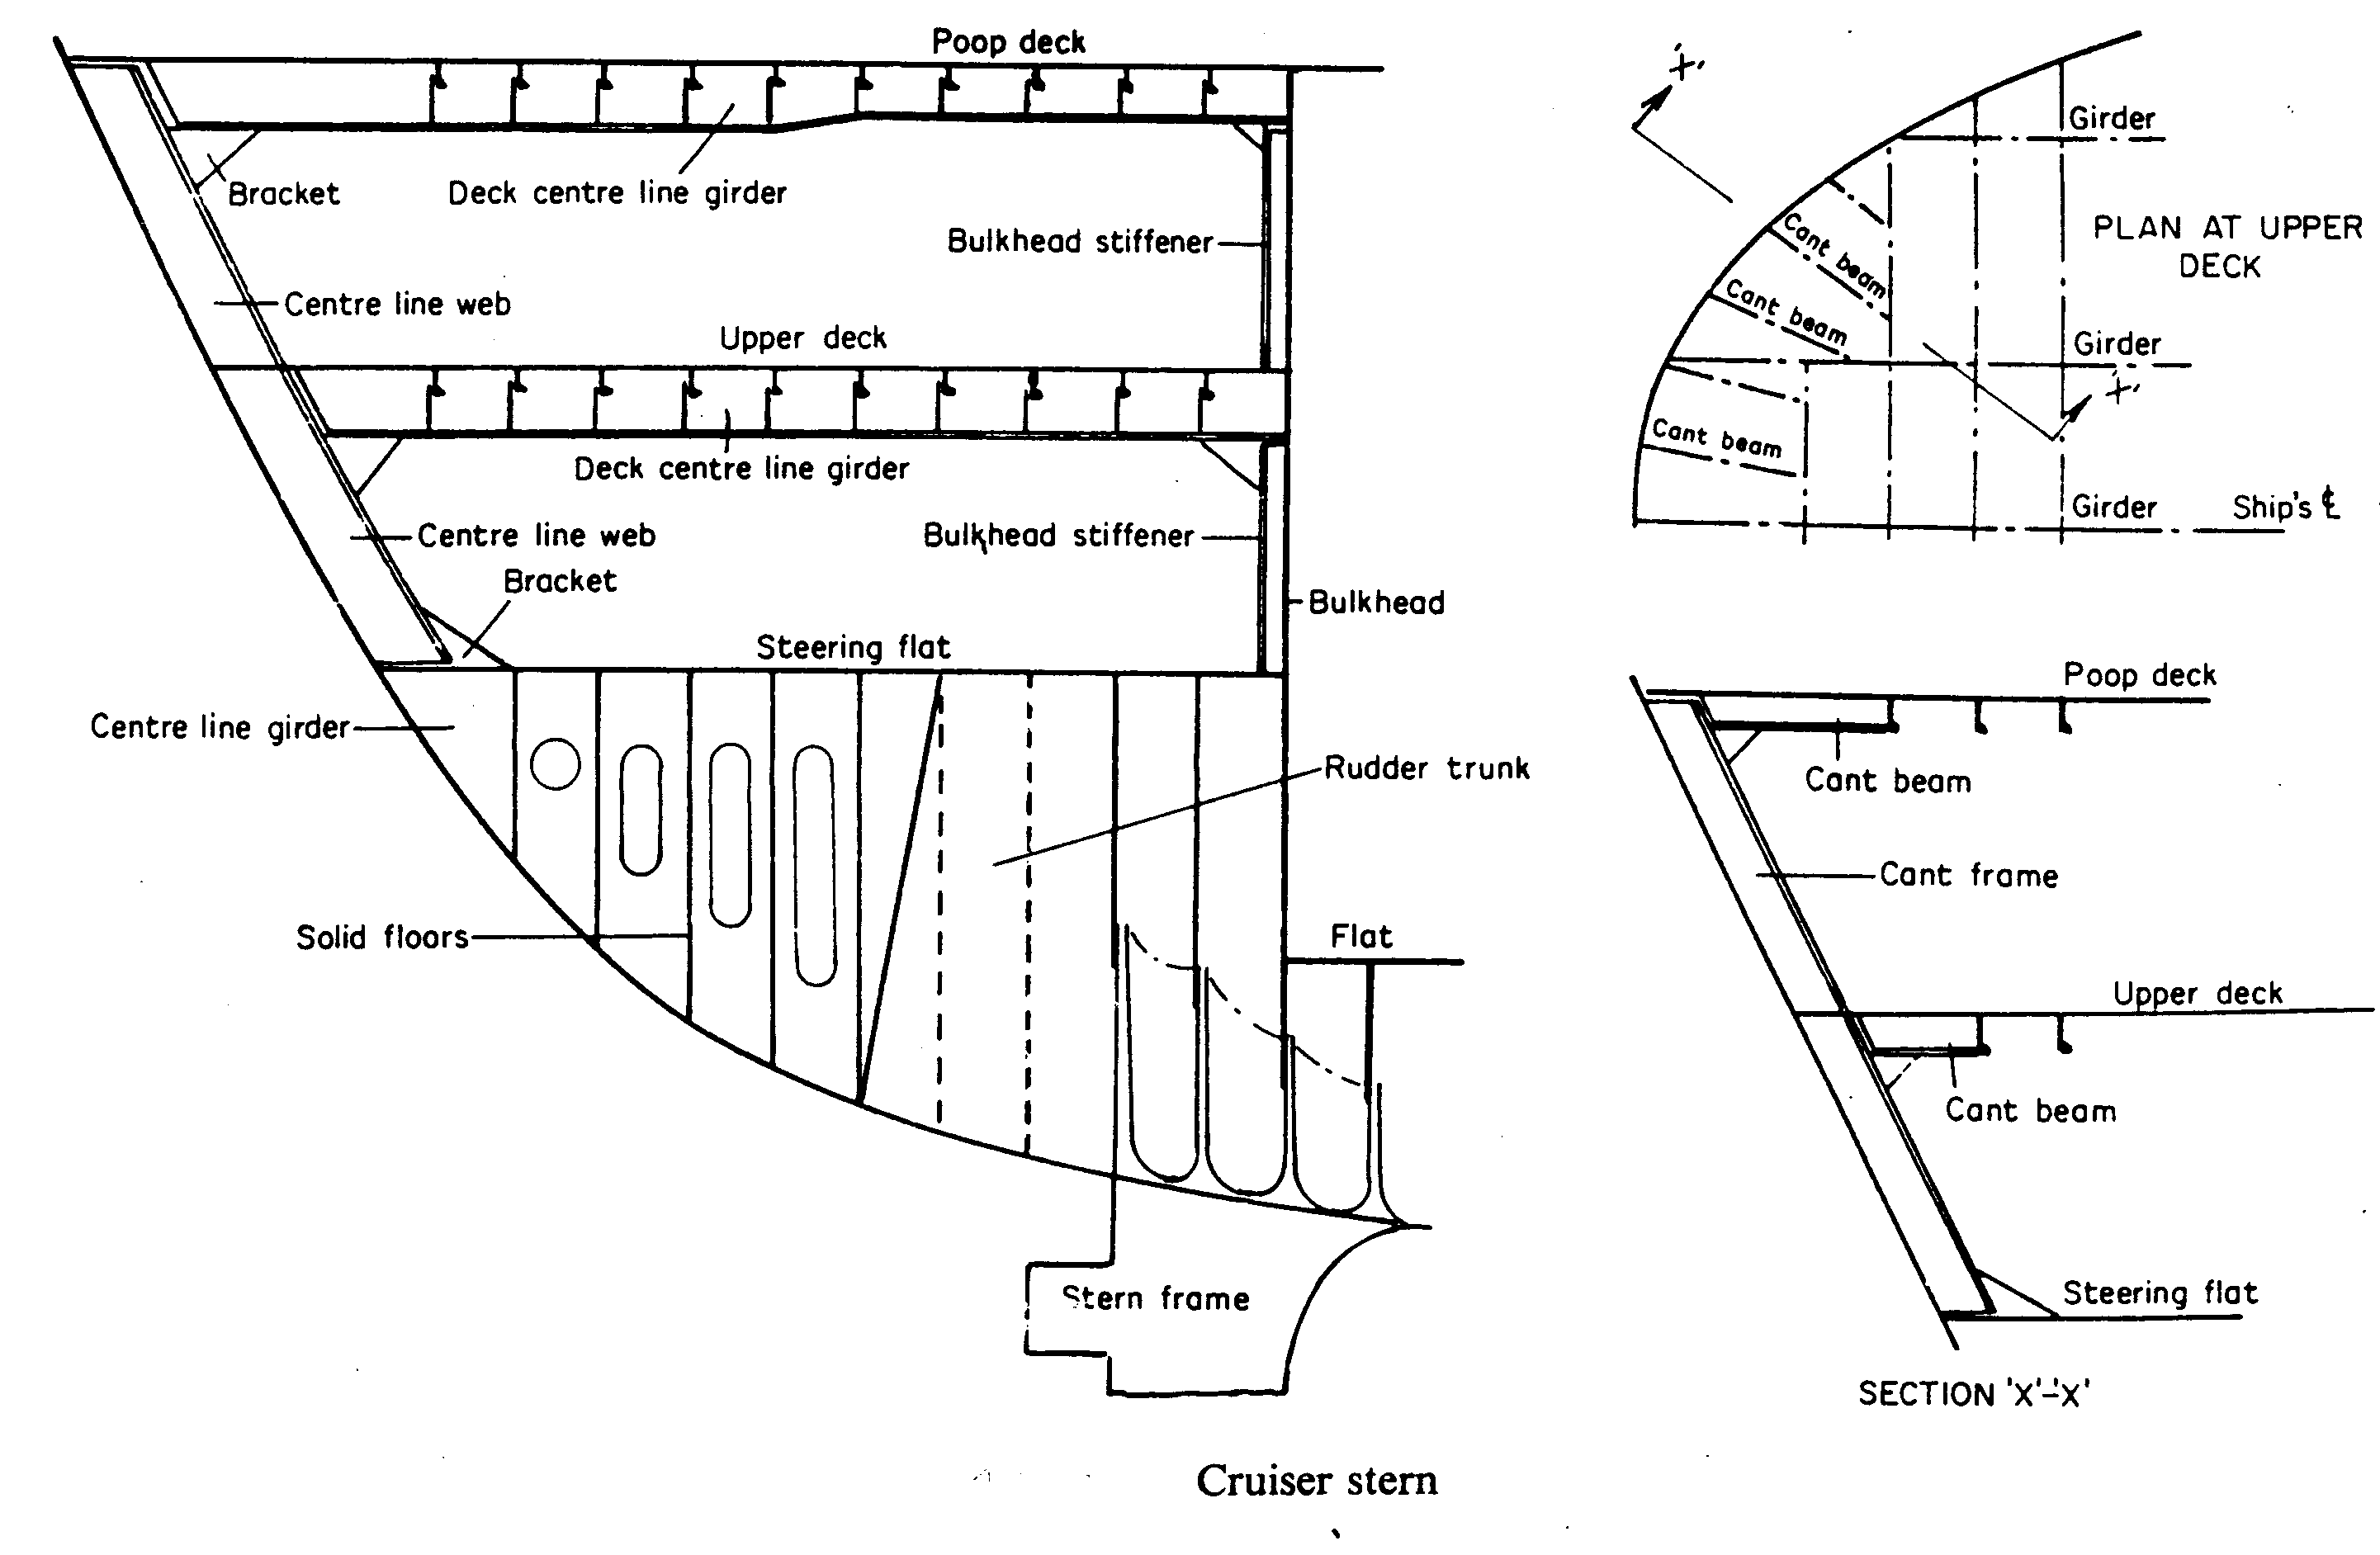 Poop deck
Bracket
Deck centre line girder
Bulkhead stiffener
Centre line web
Upper deck
Deck centre line girder
Centre line web
Bulkhead stiffener
Bracket
Bulkhead
Steering flat
Centre line girder
Rudder trunk
Solid floors
Flat
Stern frame
'X'
Girder
PLAN AT UPPER
DECK
Cant beam
Cant beam
Girder
'X'
Cant beam
Girder
Ship's ℄
Poop deck
Cant beam
Cant frame
Upper deck
Cant beam
Steering flat
SECTION 'X'-'X'
Cruiser stern